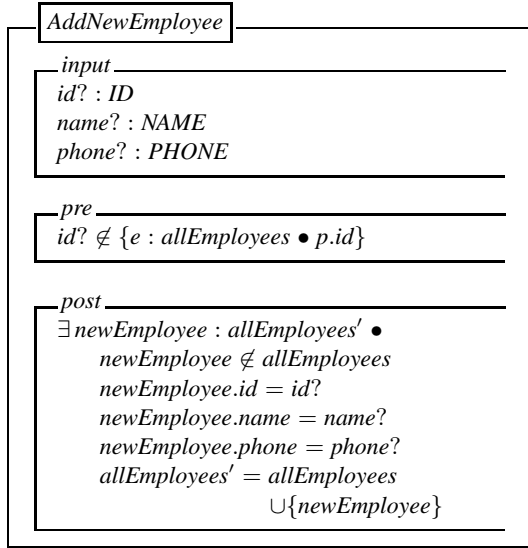 AddNewEmployee
input
id? : ID
name? : NAME
phone? : PHONE
pre
id? ∉ {e : allEmployees • p.id}
post
∃ newEmployee : allEmployees′ •
newEmployee ∉ allEmployees
newEmployee.id = id?
newEmployee.name = name?
newEmployee.phone = phone?
allEmployees′ = allEmployees
∪{newEmployee}